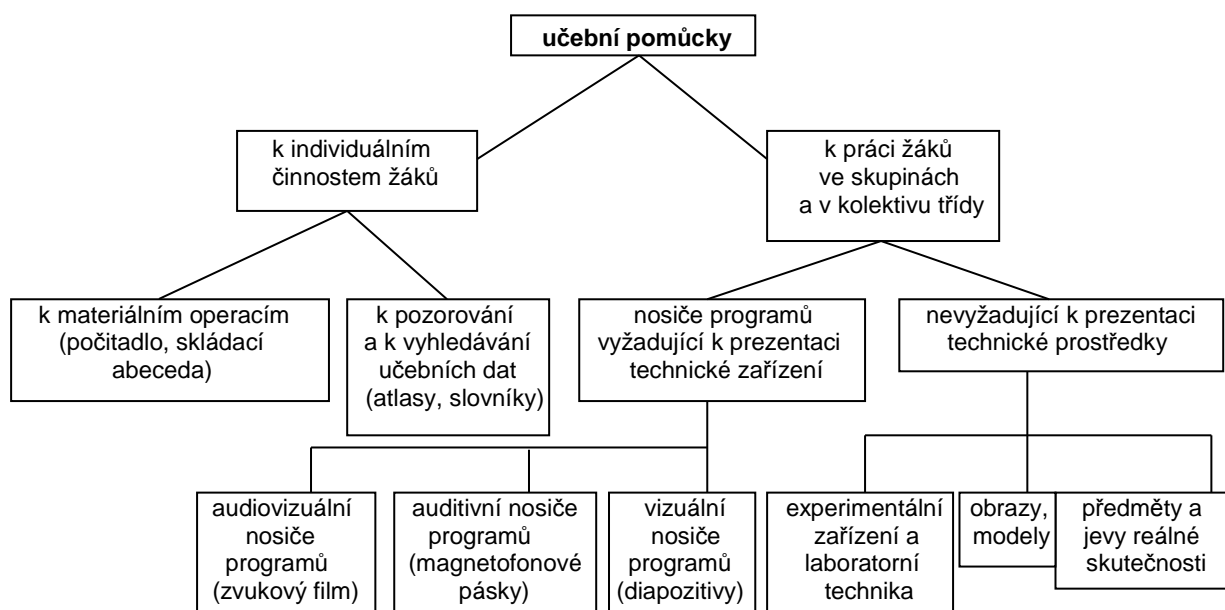 učební pomůcky
k individuálním
činnostem žáků
k práci žáků
ve skupinách
a v kolektivu třídy
k materiálním operacím
(počitadlo, skládací
abeceda)
k pozorování
a k vyhledávání
učebních dat
(atlasy, slovníky)
nosiče programů
vyžadující k prezentaci
technické zařízení
nevyžadující k prezentaci
technické prostředky
audiovizuální
nosiče
programů
(zvukový film)
auditivní nosiče
programů
(magnetofonové
pásky)
vizuální
nosiče
programů
(diapozitivy)
experimentální
zařízení a
laboratorní
technika
obrazy,
modely
předměty a
jevy reálné
skutečnosti